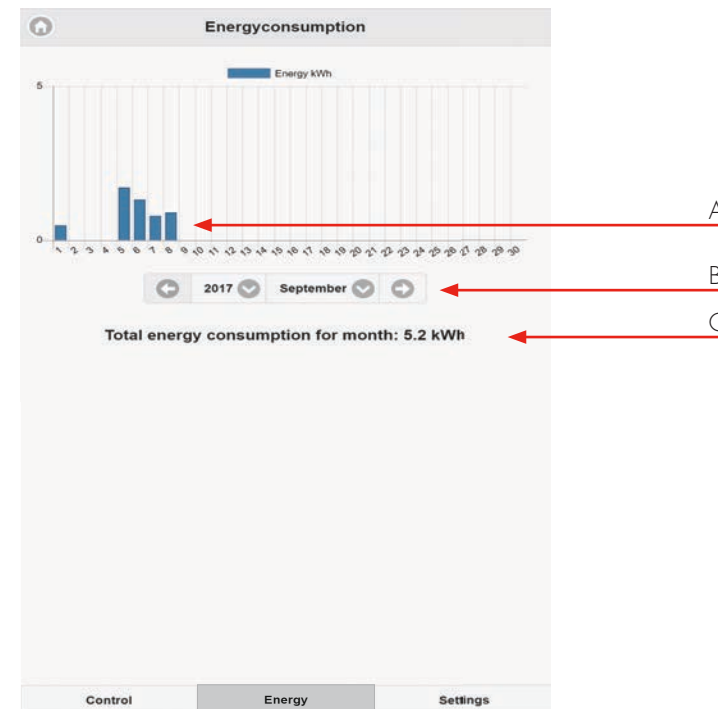 Energyconsumption
Energy kWh
5
0
1 2 3 4 5 6 7 8 9 10 11 12 13 14 15 16 17 18 19 20 21 22 23 24 25 26 27 28 29 30
A
B
2017 September
Total energy consumption for month: 5.2 kWh
Control Energy Settings